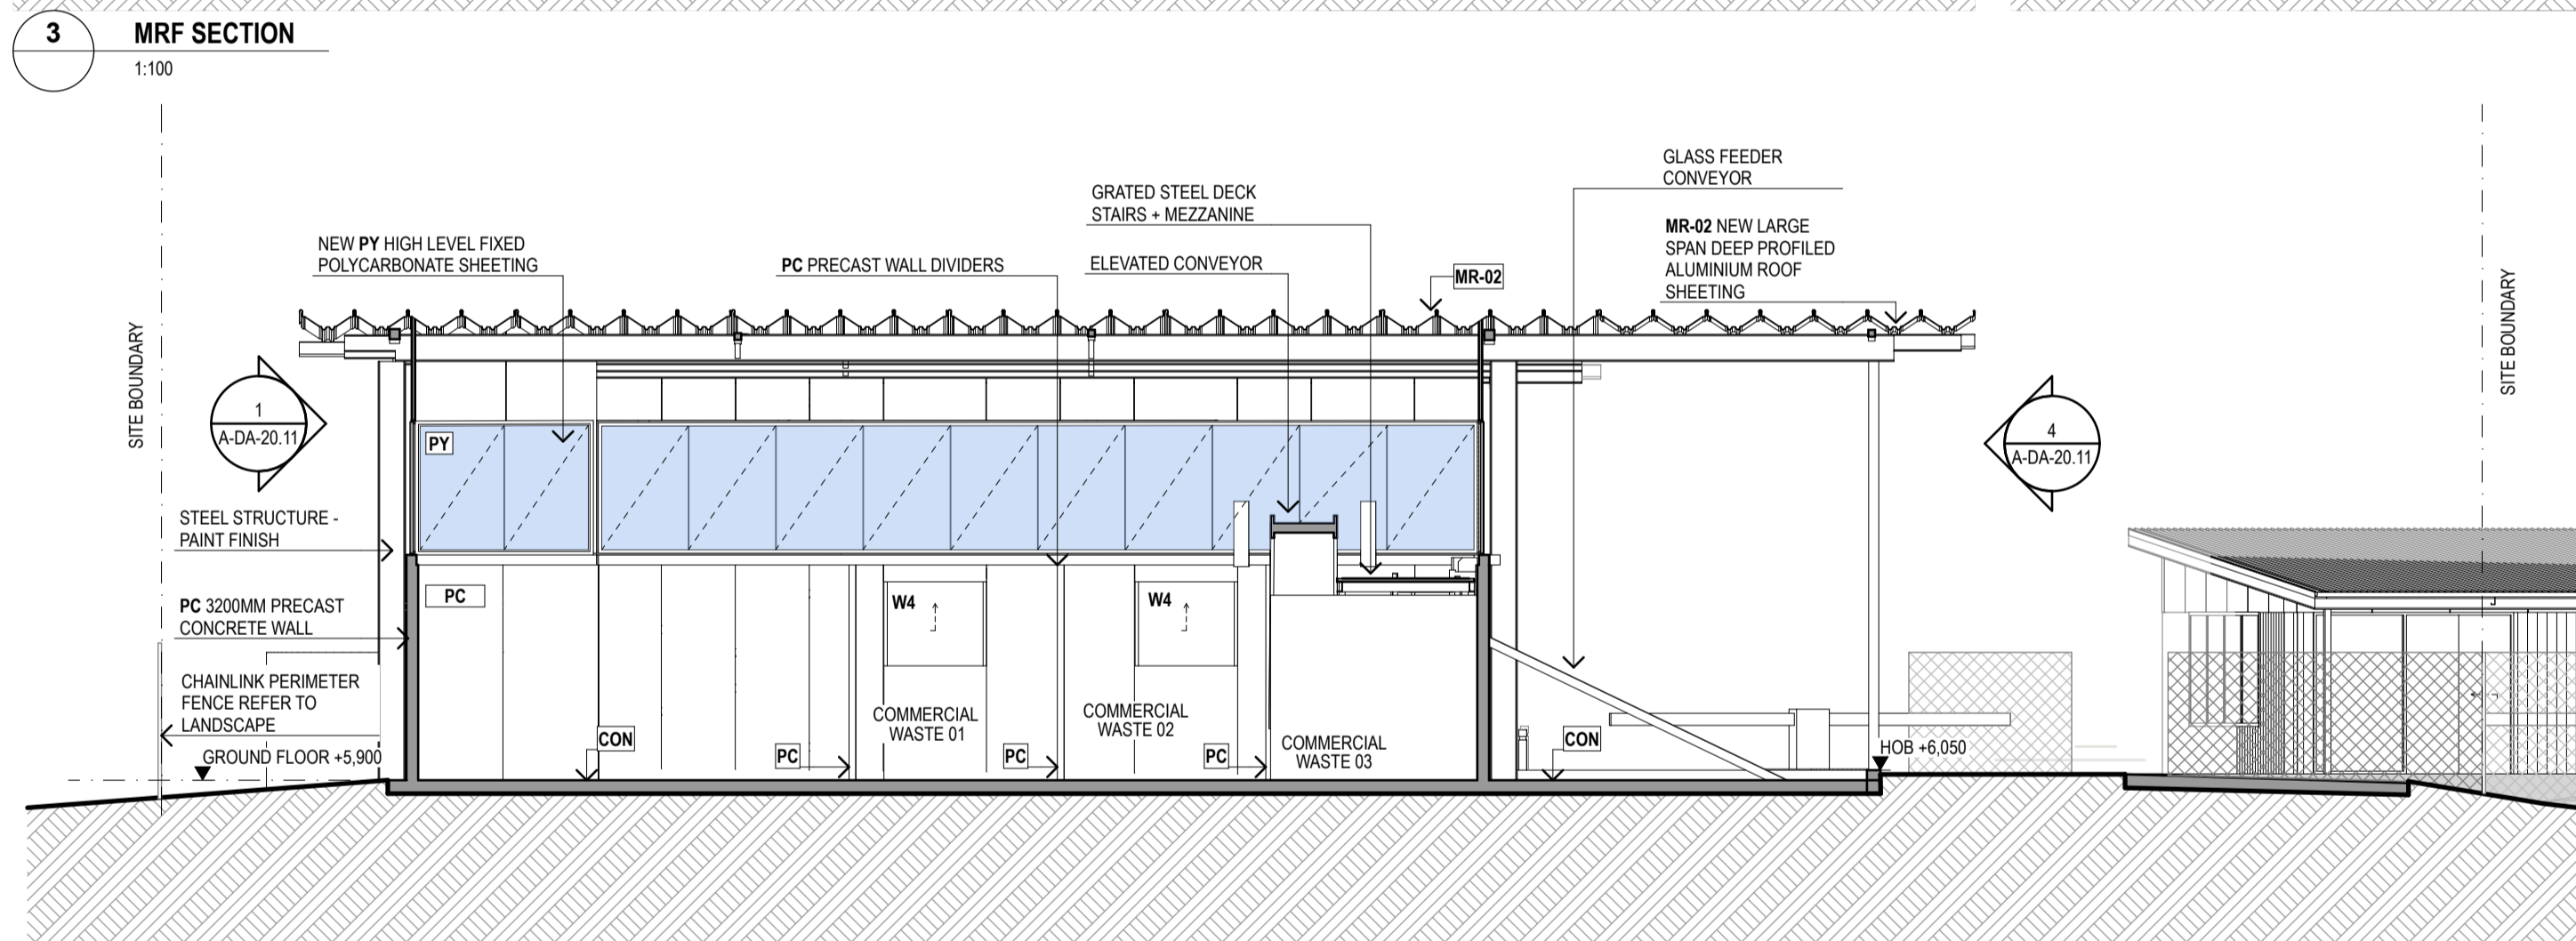 3
MRF SECTION
1:100
GLASS FEEDER
CONVEYOR
GRATED STEEL DECK
STAIRS + MEZZANINE
MR-02 NEW LARGE
SPAN DEEP PROFILED
ALUMINIUM ROOF
SHEETING
NEW PY HIGH LEVEL FIXED
POLYCARBONATE SHEETING
PC PRECAST WALL DIVIDERS
ELEVATED CONVEYOR
MR-02
SITE BOUNDARY
SITE BOUNDARY
1
A-DA-20.11
PY
4
A-DA-20.11
STEEL STRUCTURE -
PAINT FINISH
PC 3200MM PRECAST
CONCRETE WALL
PC
W4
W4
CHAINLINK PERIMETER
FENCE REFER TO
LANDSCAPE
GROUND FLOOR +5,900
CON
PC
COMMERCIAL
WASTE 01
PC
COMMERCIAL
WASTE 02
PC
COMMERCIAL
WASTE 03
CON
HOB +6,050